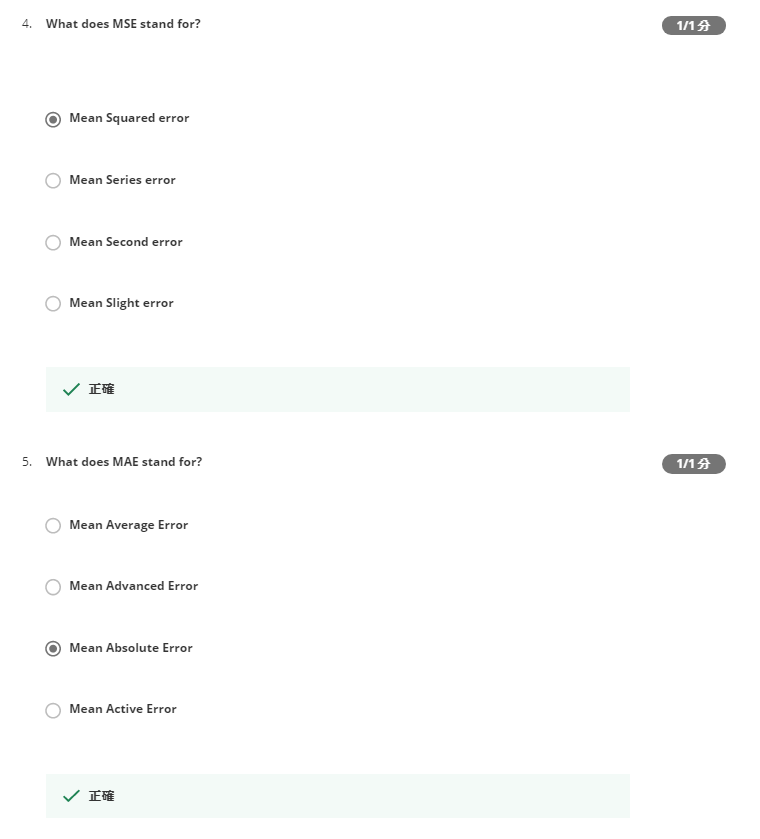 4. What does MSE stand for?
1/1 分
Mean Squared error
Mean Series error
Mean Second error
Mean Slight error
正確
5. What does MAE stand for?
1/1 分
Mean Average Error
Mean Advanced Error
Mean Absolute Error
Mean Active Error
正確